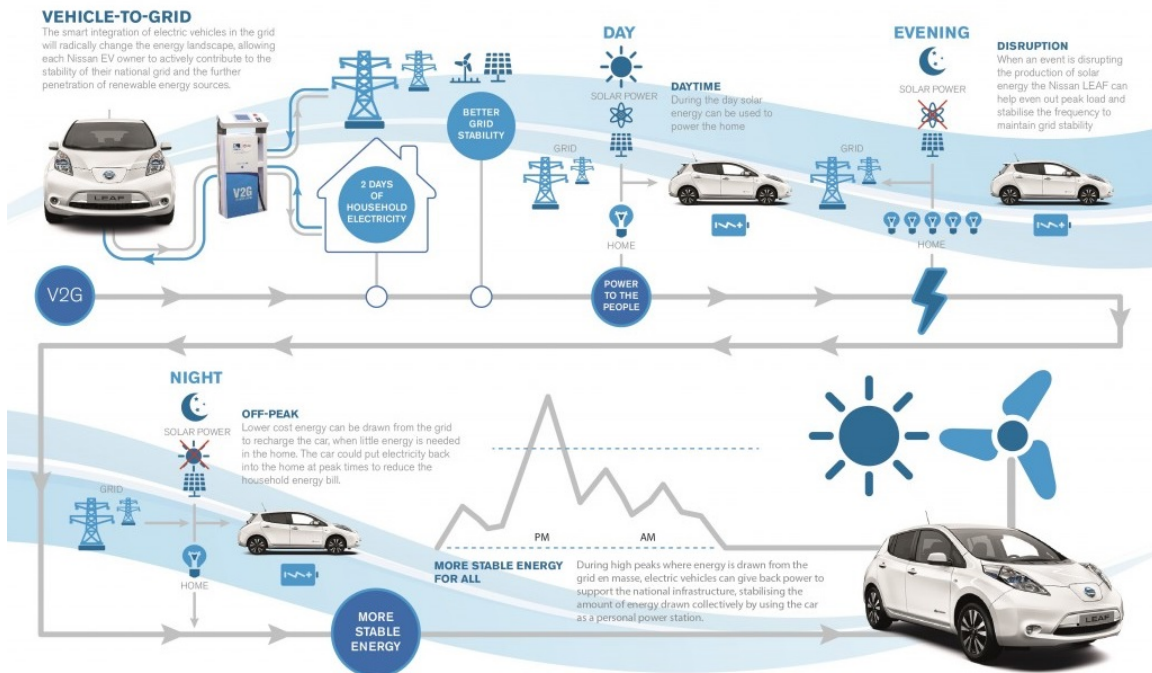 VEHICLE-TO-GRID
The smart integration of electric vehicles in the grid
will radically change the energy landscape, allowing
each Nissan EV owner to actively contribute to the
stability of their national grid and the further
penetration of renewable energy sources.
LEAF
V2G
2 DAYS
OF
HOUSEHOLD
ELECTRICITY
BETTER
GRID
STABILITY
DAY
SOLAR POWER
DAYTIME
During the day solar
energy can be used to
power the home
GRID
HOME
EVENING
SOLAR POWER
DISRUPTION
When an event is disrupting
the production of solar
energy the Nissan LEAF can
help even out peak load and
stabilise the frequency to
maintain grid stability
GRID
HOME
V2G
POWER
TO THE
PEOPLE
NIGHT
SOLAR POWER
OFF-PEAK
Lower cost energy can be drawn from the grid
to recharge the car, when little energy is needed
in the home. The car could put electricity back
into the home at peak times to reduce the
household energy bill.
GRID
HOME
PM
AM
MORE STABLE ENERGY
FOR ALL
During high peaks where energy is drawn from the
grid en masse, electric vehicles can give back power to
support the national infrastructure, stabilising the
amount of energy drawn collectively by using the car
as a personal power station.
MORE
STABLE
ENERGY
LEAF